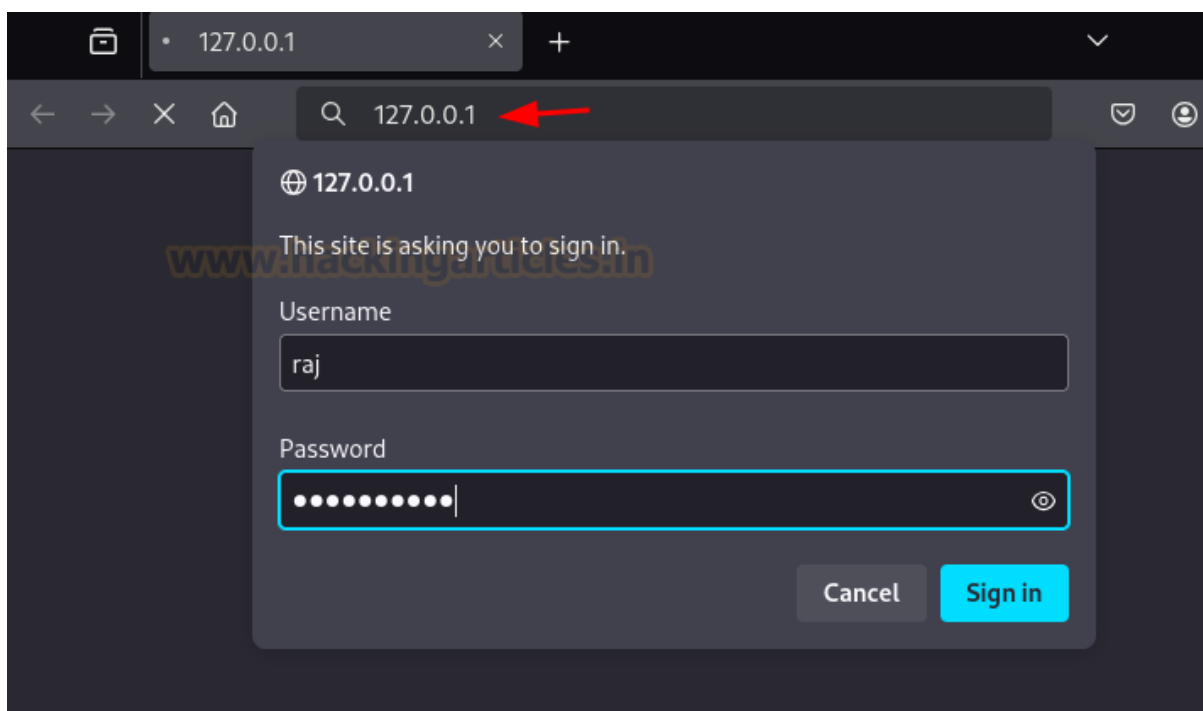 127.0.0.1
127.0.0.1
127.0.0.1
This site is asking you to sign in.
www.hackingarticles.in
Username
raj
Password
••••••••••
Cancel
Sign in